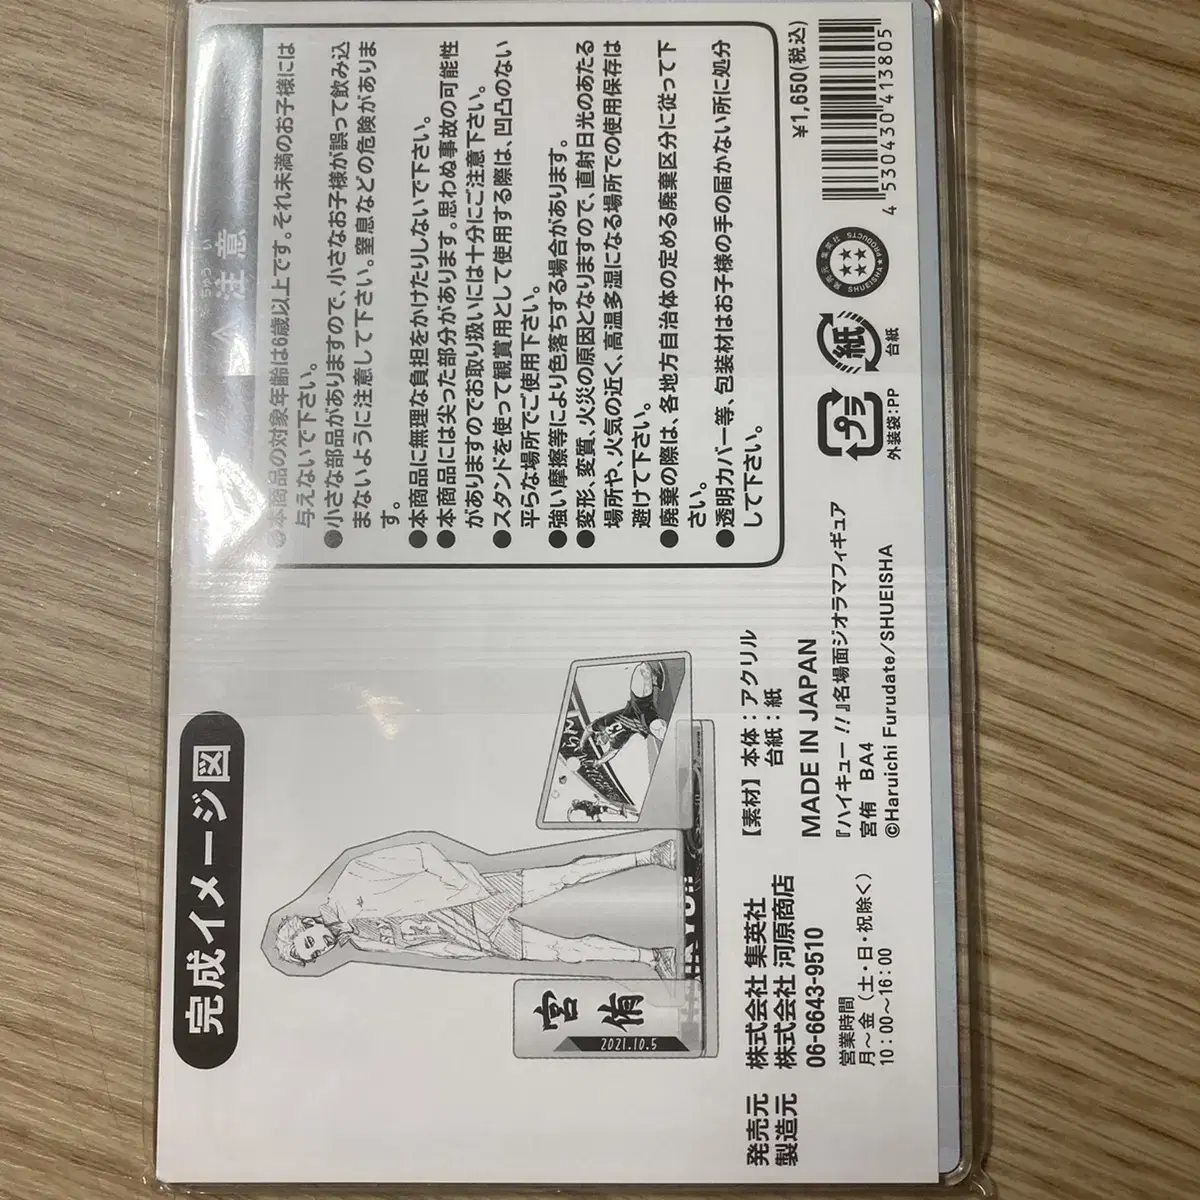 完成イメージ図
宮
侑
2021.10.5
ちゅう い
注意
●本商品の対象年齢は6歳以上です。それ未満のお子様には
与えないで下さい。
●小さな部品がありますので、小さなお子様が誤って飲み込
まないように注意して下さい。窒息などの危険がありま
す。
●本商品に無理な負担をかけたりしないで下さい。
●本商品には尖った部分があります。思わぬ事故の可能性
がありますのでお取り扱いには十分にご注意下さい。
●スタンドを使って観賞用として使用する際は、凹凸のない
平らな場所でご使用下さい。
●強い摩擦等により色落ちする場合があります。
●変形、変質、火災の原因となりますので、直射日光のあたる
場所や、火気の近く、高温多湿になる場所での使用保存は
避けて下さい。
●廃棄の際は、各地方自治体の定める廃棄区分に従って下
さい。
●透明カバー等、包装材はお子様の手の届かない所に処分
して下さい。
発売元 株式会社 集英社
製造元 株式会社 河原商店
06-6643-9510
営業時間
月～金（土・日・祝除く）
10：00～16：00
【素材】本体：アクリル
台紙：紙
MADE IN JAPAN
『ハイキュー!!』名場面ジオラマフィギュア
宮侑 BA4
©Haruichi Furudate/SHUEISHA
プラ
外装袋:PP
紙
台紙
SHUEISHA★PRODUCTS
¥1,650(税込)
4 530430 413805